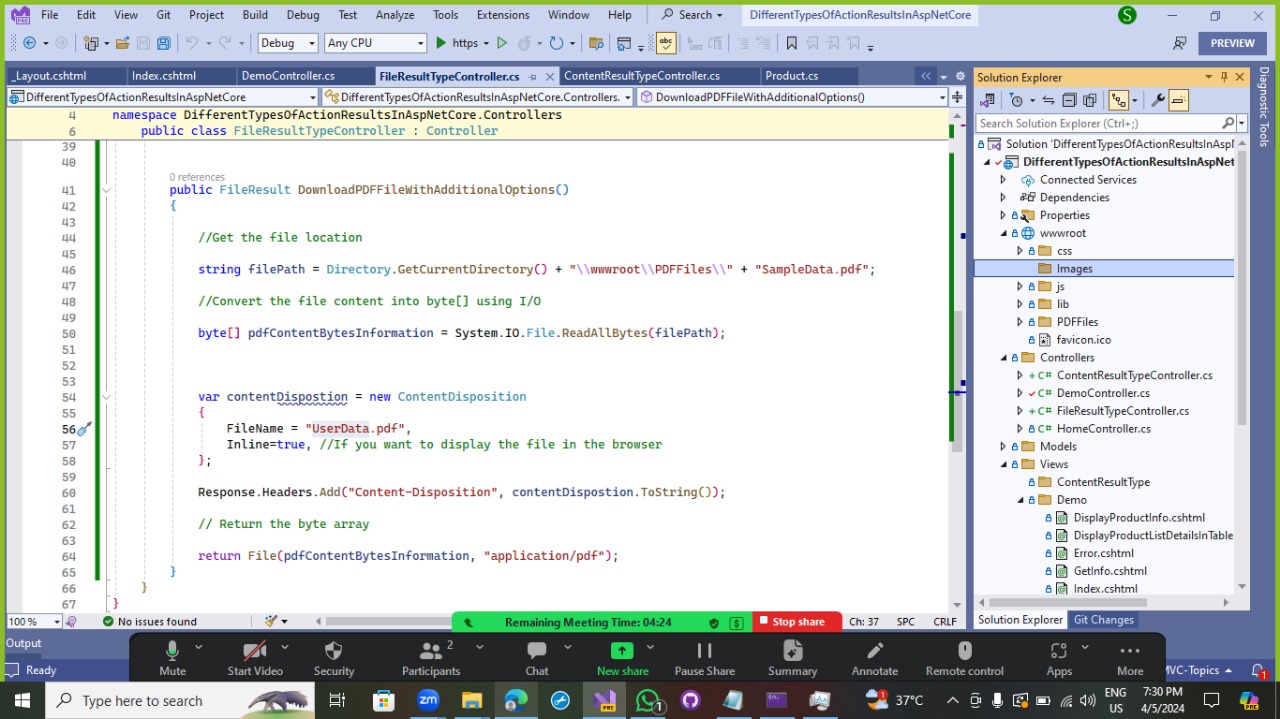 File Edit View Git Project Build Debug Test Analyze Tools Extensions Window Help Search DifferentTypesOfActionResultsInAspNetCore S
Debug Any CPU https abc PREVIEW
_Layout.cshtml Index.cshtml DemoController.cs FileResultTypeController.cs ContentResultTypeController.cs Product.cs
DifferentTypesOfActionResultsInAspNetCore DifferentTypesOfActionResultsInAspNetCore.Controllers. DownloadPDFFileWithAdditionalOptions()
4 namespace DifferentTypesOfActionResultsInAspNetCore.Controllers
6 public class FileResultTypeController : Controller
39
40
0 references
41 public FileResult DownloadPDFFileWithAdditionalOptions()
42 {
43
44 //Get the file location
45
46 string filePath = Directory.GetCurrentDirectory() + "\\wwwroot\\PDFFiles\\" + "SampleData.pdf";
47
48 //Convert the file content into byte[] using I/O
49
50 byte[] pdfContentBytesInformation = System.IO.File.ReadAllBytes(filePath);
51
52
53
54 var contentDispostion = new ContentDisposition
55 {
56 FileName = "UserData.pdf",
57 Inline=true, //If you want to display the file in the browser
58 };
59
60 Response.Headers.Add("Content-Disposition", contentDispostion.ToString());
61
62 // Return the byte array
63
64 return File(pdfContentBytesInformation, "application/pdf");
65 }
66 }
67 }
100 % No issues found Ch: 37 SPC CRLF
Solution Explorer
Search Solution Explorer (Ctrl+;)
Solution 'DifferentTypesOfActionResultsInAspN
DifferentTypesOfActionResultsInAspNet
Connected Services
Dependencies
Properties
wwwroot
css
Images
js
lib
PDFFiles
favicon.ico
Controllers
ContentResultTypeController.cs
DemoController.cs
FileResultTypeController.cs
HomeController.cs
Models
Views
ContentResultType
Demo
DisplayProductInfo.cshtml
DisplayProductListDetailsInTable
Error.cshtml
GetInfo.cshtml
Index.cshtml
Solution Explorer Git Changes
Diagnostic Tools
Remaining Meeting Time: 04:24 Stop share
Output
Ready
MVC-Topics 1
2
Mute Start Video Security Participants Chat New share Pause Share Summary Annotate Remote control Apps More
Type here to search zm PRE 1 37°C ENG US 7:30 PM 4/5/2024 PRE